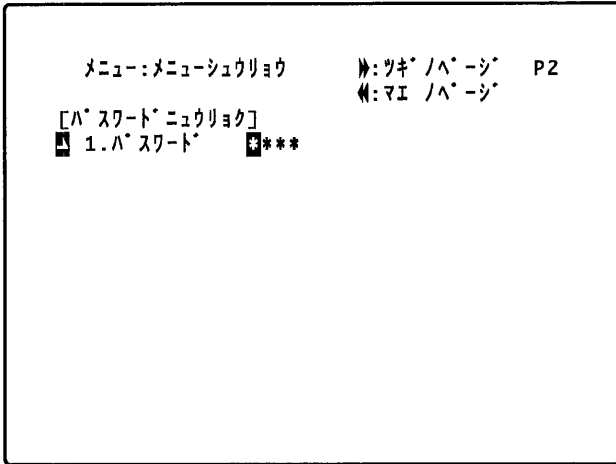 メニュー:メニューシュウリョウ ⏩:ツギノページ P2
⏪:マエノページ
[パスワードニュウリョク]
1.パスワード ****